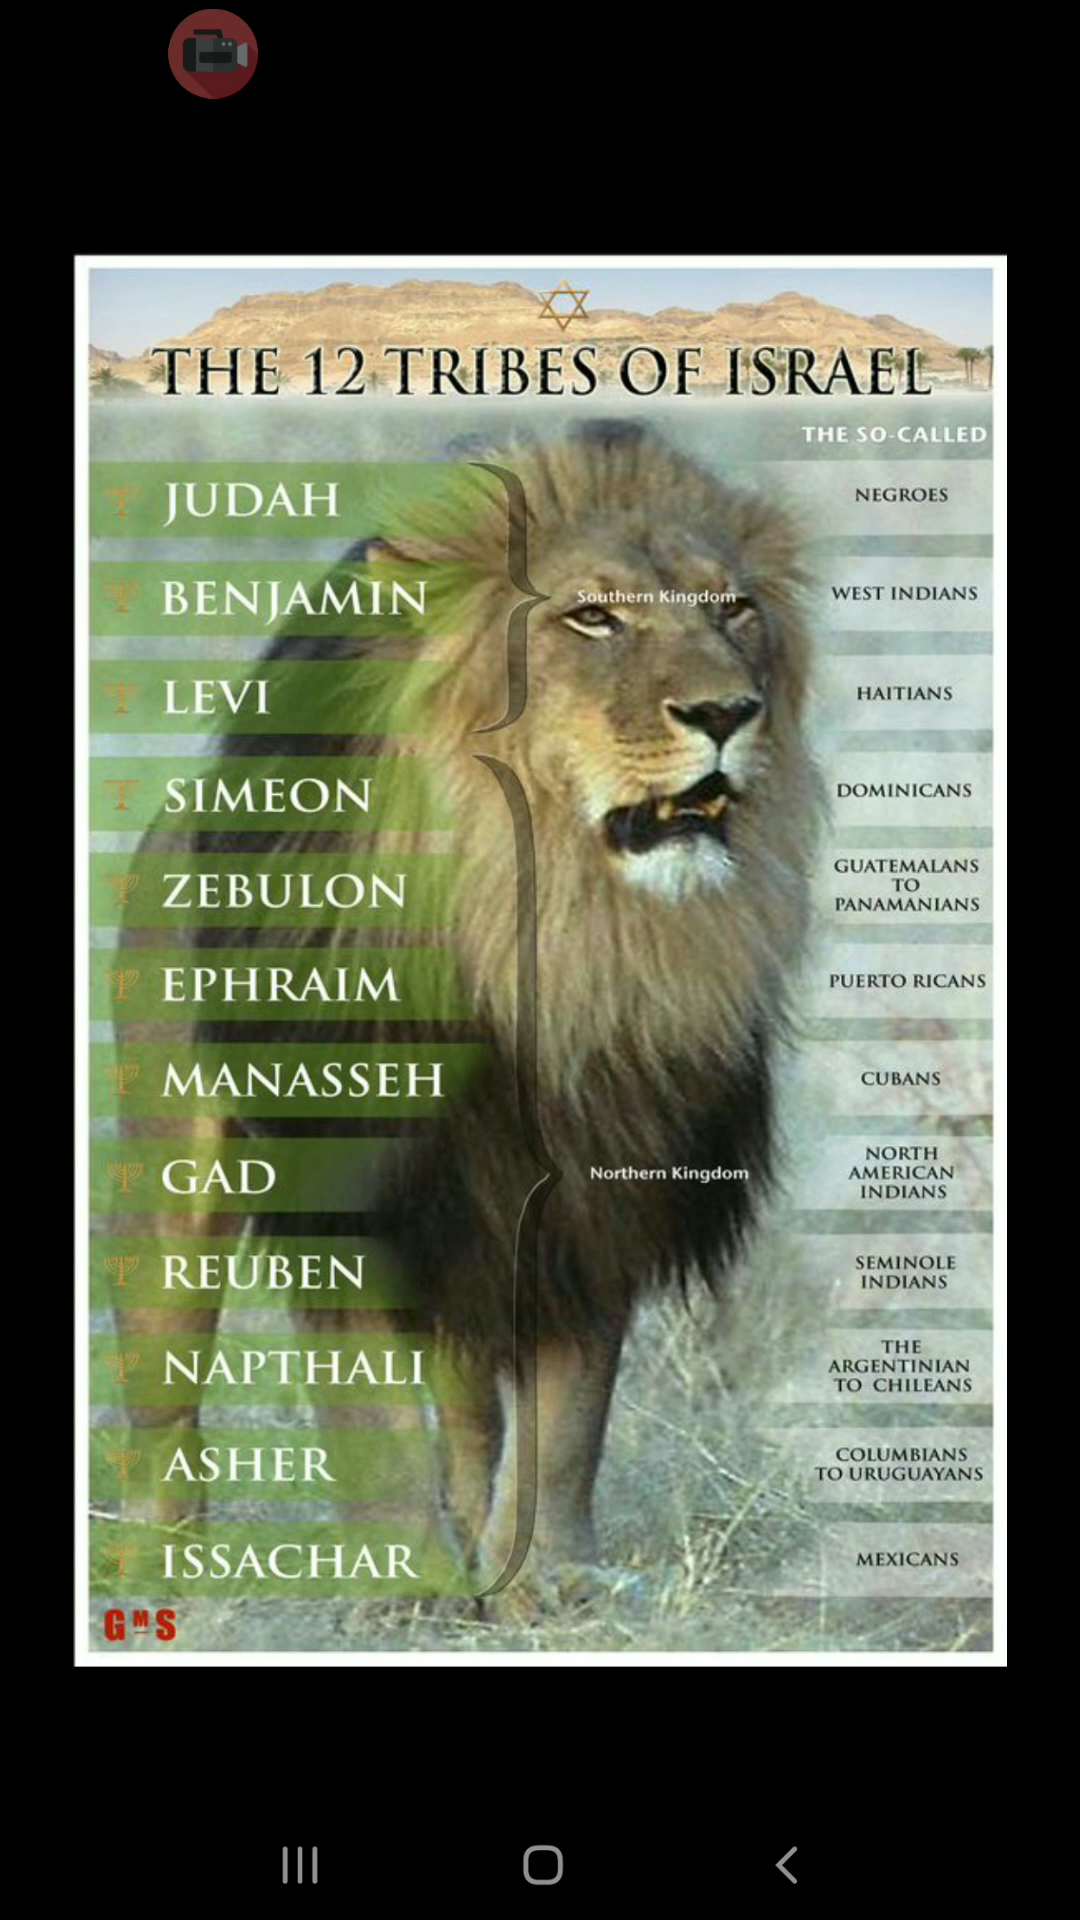 THE 12 TRIBES OF ISRAEL
THE SO-CALLED
JUDAH
NEGROES
BENJAMIN
Southern Kingdom
WEST INDIANS
LEVI
HAITIANS
SIMEON
DOMINICANS
ZEBULON
GUATEMALANS
TO
PANAMANIANS
EPHRAIM
PUERTO RICANS
MANASSEH
CUBANS
GAD
Northern Kingdom
NORTH
AMERICAN
INDIANS
REUBEN
SEMINOLE
INDIANS
NAPTHALI
THE
ARGENTINIAN
TO CHILEANS
ASHER
COLUMBIANS
TO URUGUAYANS
ISSACHAR
MEXICANS
GMS